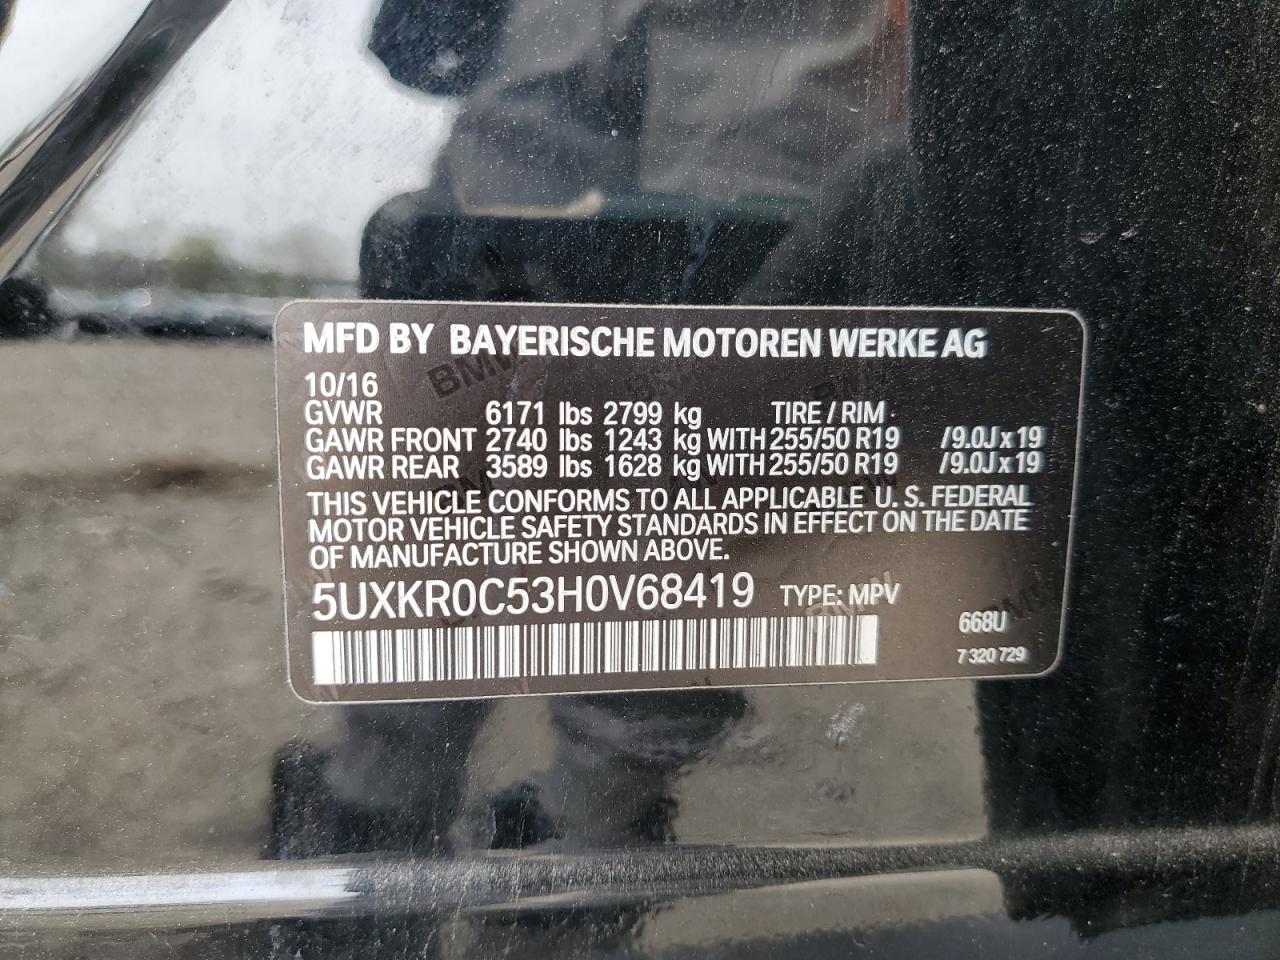 MFD BY BAYERISCHE MOTOREN WERKE AG
10/16
GVWR 6171 lbs 2799 kg TIRE / RIM
GAWR FRONT 2740 lbs 1243 kg WITH 255/50 R19 /9.0J x 19
GAWR REAR 3589 lbs 1628 kg WITH 255/50 R19 /9.0J x 19
THIS VEHICLE CONFORMS TO ALL APPLICABLE U. S. FEDERAL
MOTOR VEHICLE SAFETY STANDARDS IN EFFECT ON THE DATE
OF MANUFACTURE SHOWN ABOVE.
5UXKR0C53H0V68419 TYPE: MPV
668U
7 320 729